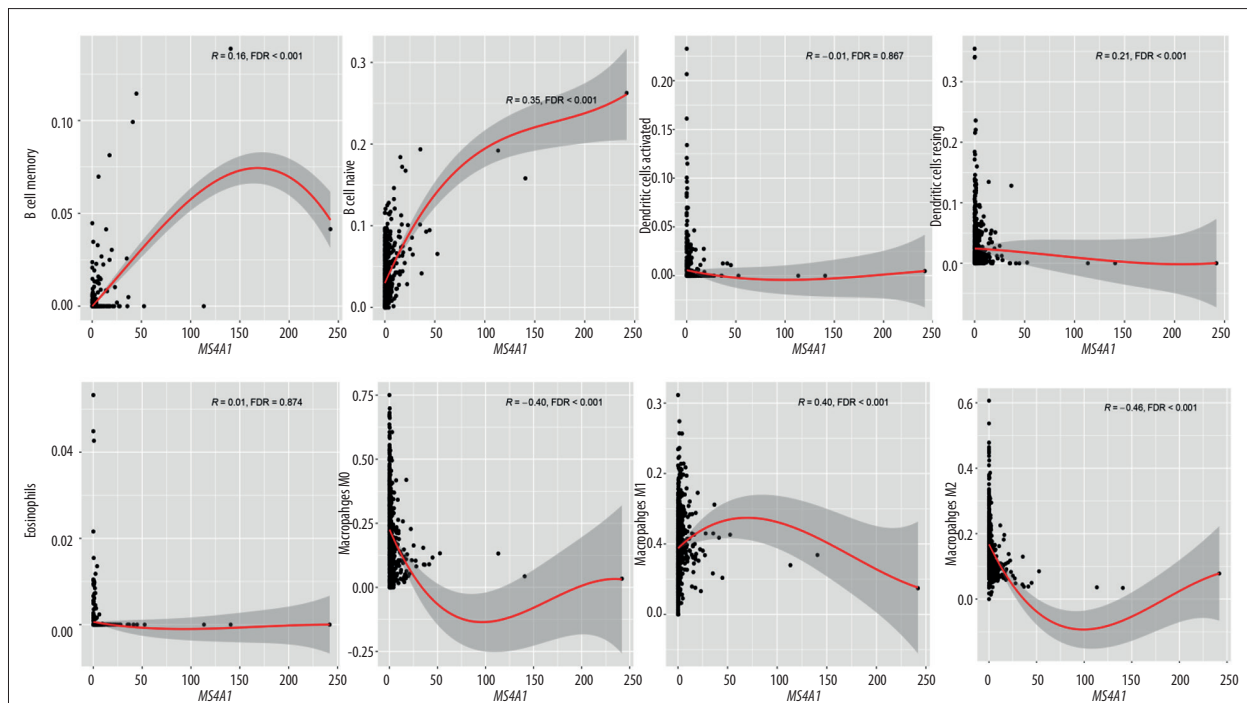 R = 0.16, FDR < 0.001
B cell memory
0.10
0.05
0.00
0 50 100 150 200 250
MS4A1
R = 0.35, FDR < 0.001
B cell naive
0.3
0.2
0.1
0.0
0 50 100 150 200 250
MS4A1
R = −0.01, FDR = 0.867
Dendritic cells activated
0.20
0.15
0.10
0.05
0.00
0 50 100 150 200 250
MS4A1
R = 0.21, FDR < 0.001
Dendritic cells resing
0.3
0.2
0.1
0.0
0 50 100 150 200 250
MS4A1
R = 0.01, FDR = 0.874
Eosinophils
0.04
0.02
0.00
0 50 100 150 200 250
MS4A1
R = −0.40, FDR < 0.001
Macropahges M0
0.75
0.50
0.25
0.00
-0.25
0 50 100 150 200 250
MS4A1
R = 0.40, FDR < 0.001
Macropahges M1
0.3
0.2
0.4
0.0
0 50 100 150 200 250
MS4A1
R = −0.46, FDR < 0.001
Macropahges M2
0.6
0.4
0.2
0.0
0 50 100 150 200 250
MS4A1